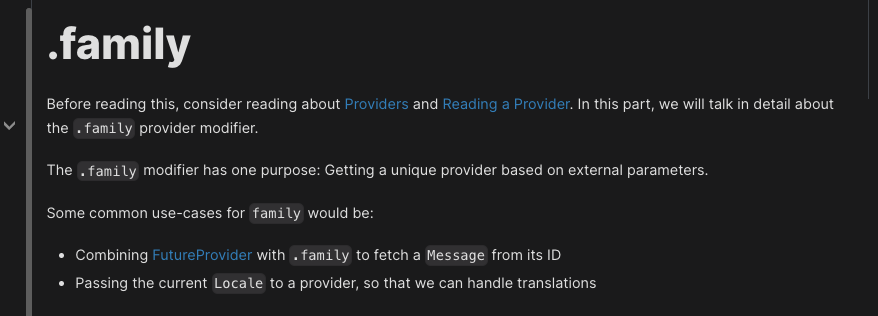 .family
Before reading this, consider reading about Providers and Reading a Provider. In this part, we will talk in detail about
the .family provider modifier.
The .family modifier has one purpose: Getting a unique provider based on external parameters.
Some common use-cases for family would be:
• Combining FutureProvider with .family to fetch a Message from its ID
• Passing the current Locale to a provider, so that we can handle translations